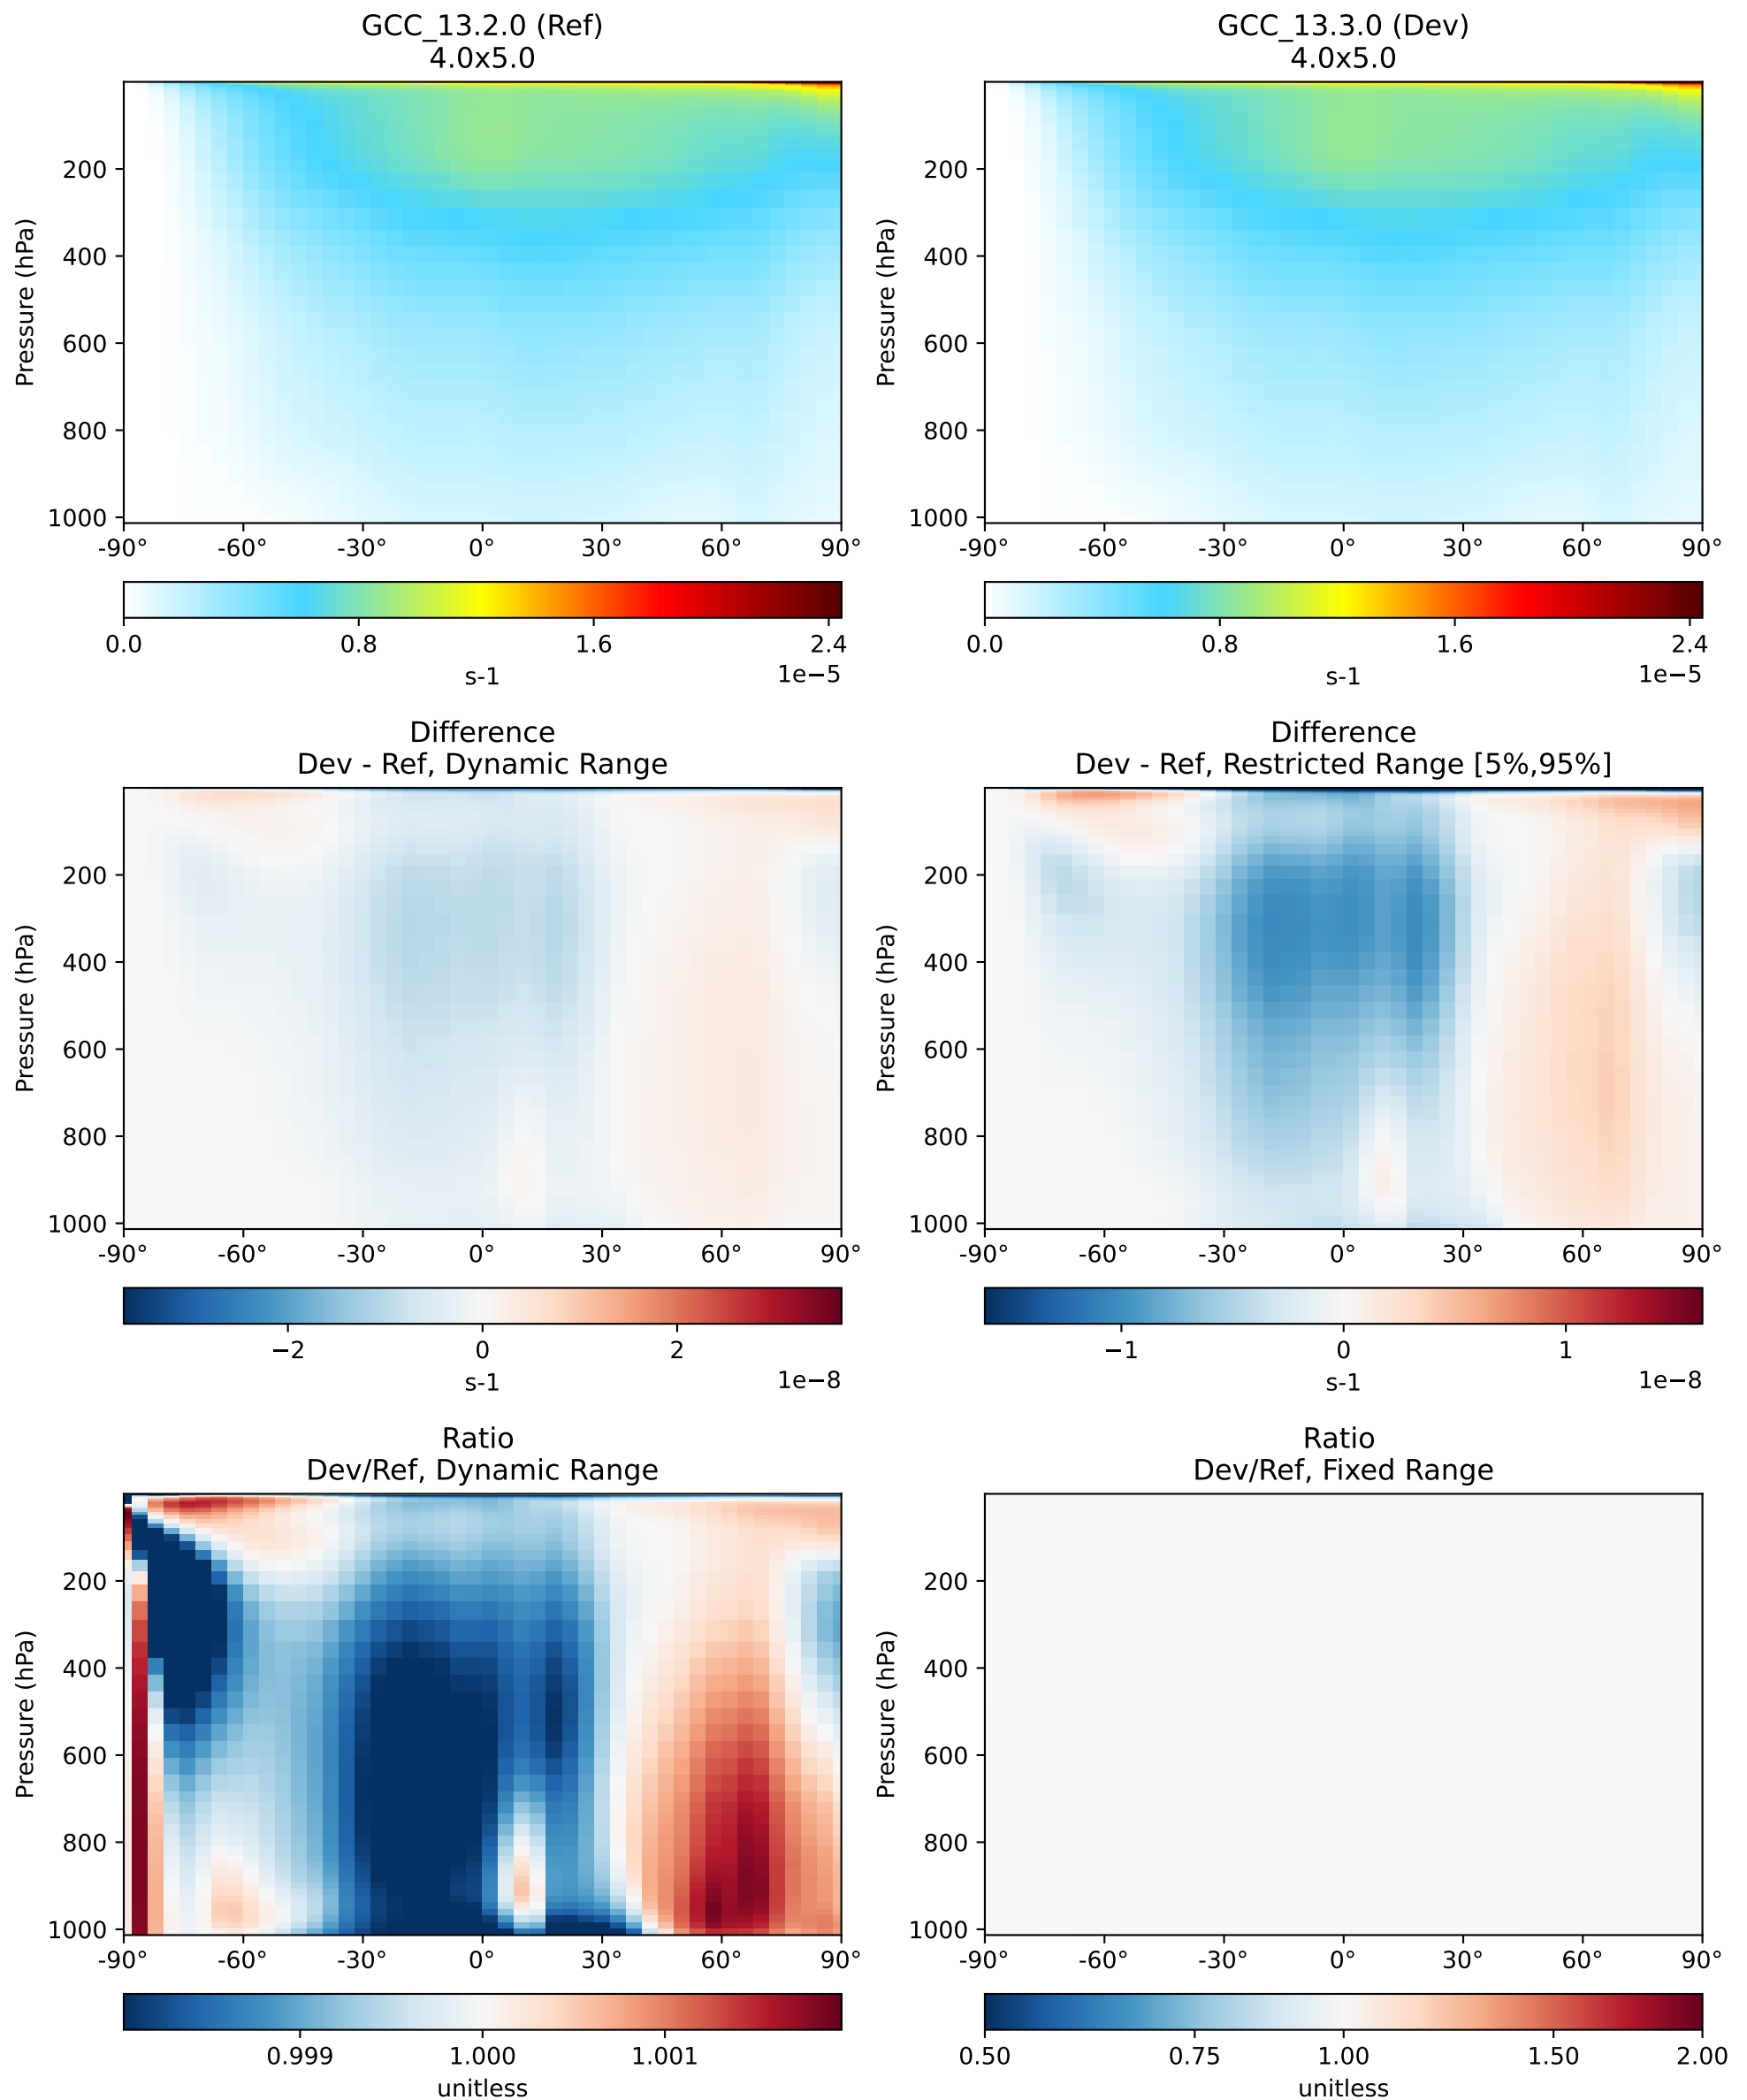 GCC_13.2.0 (Ref)
4.0x5.0
Pressure (hPa)
200
400
600
800
1000
-90° -60° -30° 0° 30° 60° 90°
0.0 0.8 1.6 2.4
1e−5
s-1
GCC_13.3.0 (Dev)
4.0x5.0
Pressure (hPa)
200
400
600
800
1000
-90° -60° -30° 0° 30° 60° 90°
0.0 0.8 1.6 2.4
1e−5
s-1
Difference
Dev - Ref, Dynamic Range
Pressure (hPa)
200
400
600
800
1000
-90° -60° -30° 0° 30° 60° 90°
−2 0 2
1e−8
s-1
Difference
Dev - Ref, Restricted Range [5%,95%]
Pressure (hPa)
200
400
600
800
1000
-90° -60° -30° 0° 30° 60° 90°
−1 0 1
1e−8
s-1
Ratio
Dev/Ref, Dynamic Range
Pressure (hPa)
200
400
600
800
1000
-90° -60° -30° 0° 30° 60° 90°
0.999 1.000 1.001
unitless
Ratio
Dev/Ref, Fixed Range
Pressure (hPa)
200
400
600
800
1000
-90° -60° -30° 0° 30° 60° 90°
0.50 0.75 1.00 1.50 2.00
unitless